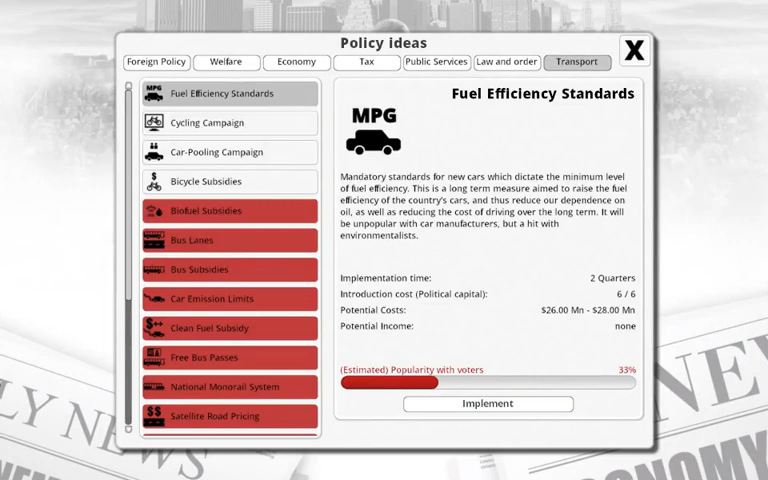 Policy ideas
X
Foreign Policy
Welfare
Economy
Tax
Public Services
Law and order
Transport
MPG
Fuel Efficiency Standards
Cycling Campaign
Car-Pooling Campaign
$
Bicycle Subsidies
Biofuel Subsidies
Bus Lanes
Bus Subsidies
Car Emission Limits
$++
Clean Fuel Subsidy
Free Bus Passes
National Monorail System
$$
Satellite Road Pricing
Fuel Efficiency Standards
MPG
Mandatory standards for new cars which dictate the minimum level
of fuel efficiency. This is a long term measure aimed to raise the fuel
efficiency of the country's cars, and thus reduce our dependence on
oil, as well as reducing the cost of driving over the long term. It will
be unpopular with car manufacturers, but a hit with
environmentalists.
Implementation time: 2 Quarters
Introduction cost (Political capital): 6 / 6
Potential Costs: $26.00 Mn - $28.00 Mn
Potential Income: none
(Estimated) Popularity with voters 33%
Implement